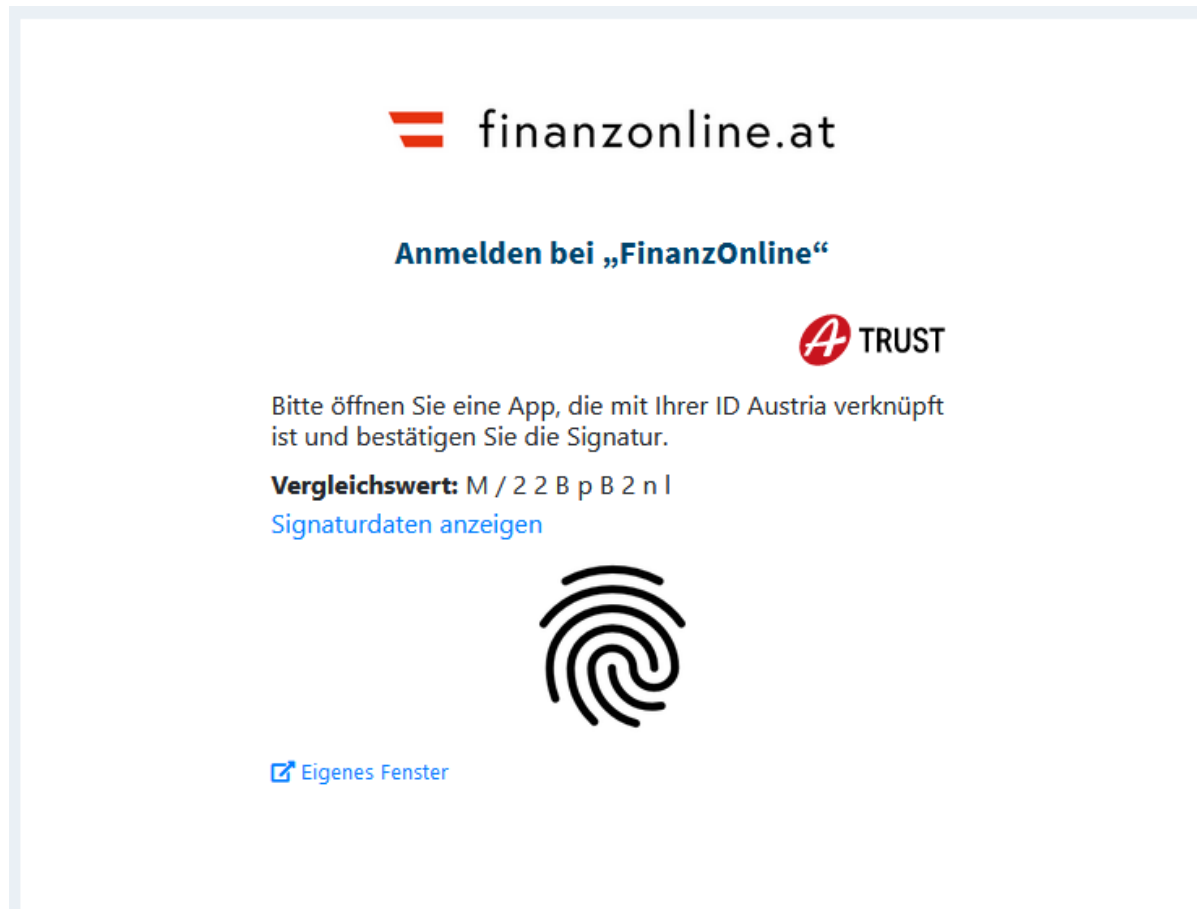 finanzonline.at
Anmelden bei „FinanzOnline“
A TRUST
Bitte öffnen Sie eine App, die mit Ihrer ID Austria verknüpft
ist und bestätigen Sie die Signatur.
Vergleichswert: M / 2 2 B p B 2 n l
Signaturdaten anzeigen
Eigenes Fenster